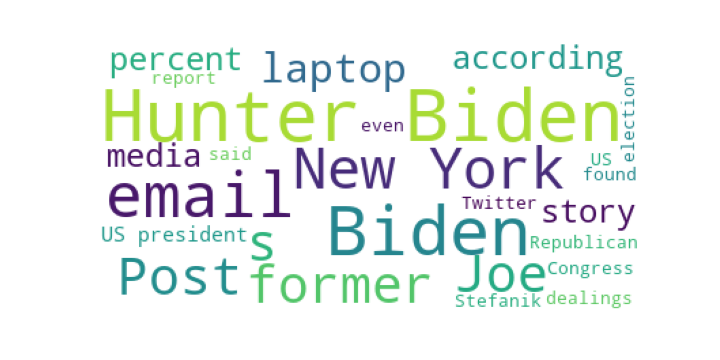 percent laptop according
report
Hunter Biden
even
election
media said New York US
found
email Twitter story
US president s Biden Republican
Post former Joe Congress
Stefanik dealings